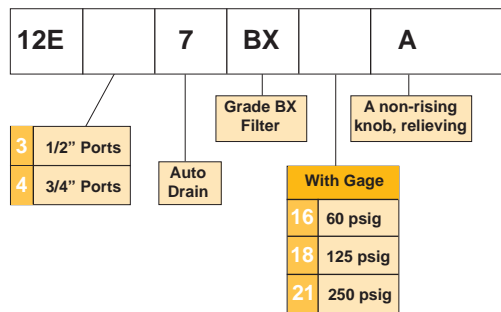 12E 7 BX A
Grade BX
Filter
A non-rising
knob, relieving
3 1/2” Ports
4 3/4” Ports
Auto
Drain
With Gage
16 60 psig
18 125 psig
21 250 psig